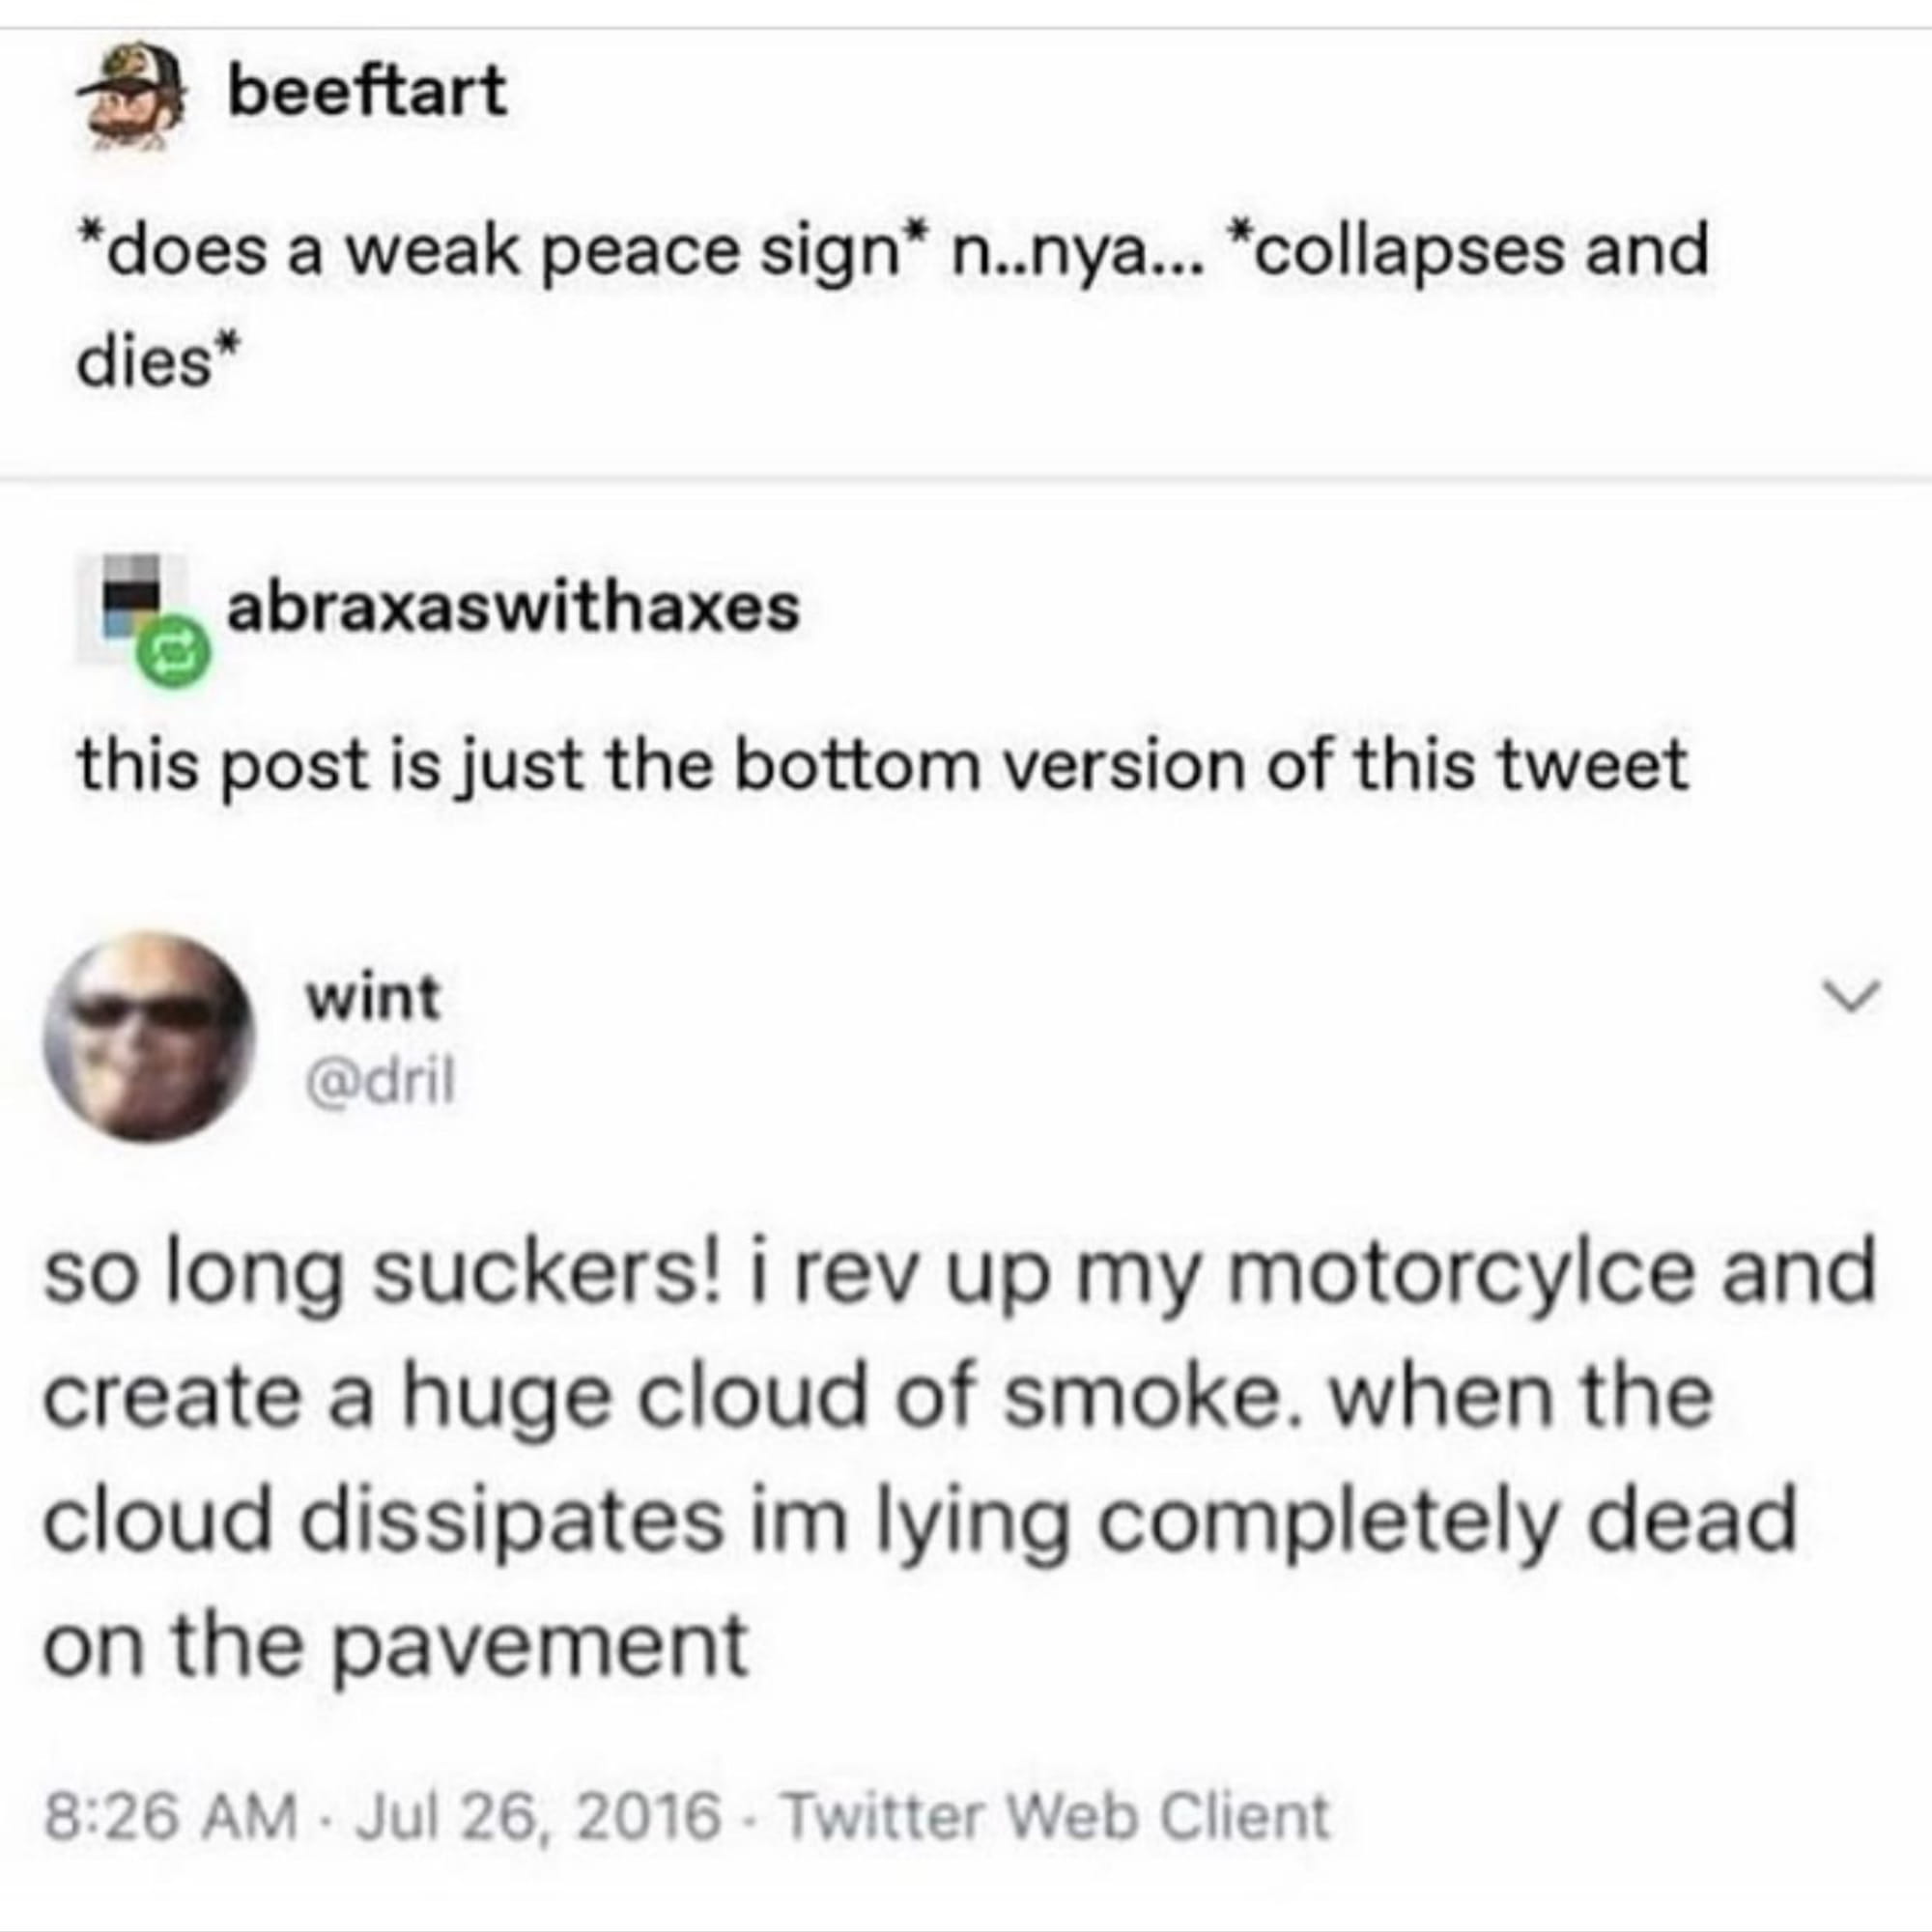 beeftart
*does a weak peace sign* n..nya... *collapses and
dies*
abraxaswithaxes
this post is just the bottom version of this tweet
wint
@dril
so long suckers! i rev up my motorcylce and
create a huge cloud of smoke. when the
cloud dissipates im lying completely dead
on the pavement
8:26 AM · Jul 26, 2016 · Twitter Web Client